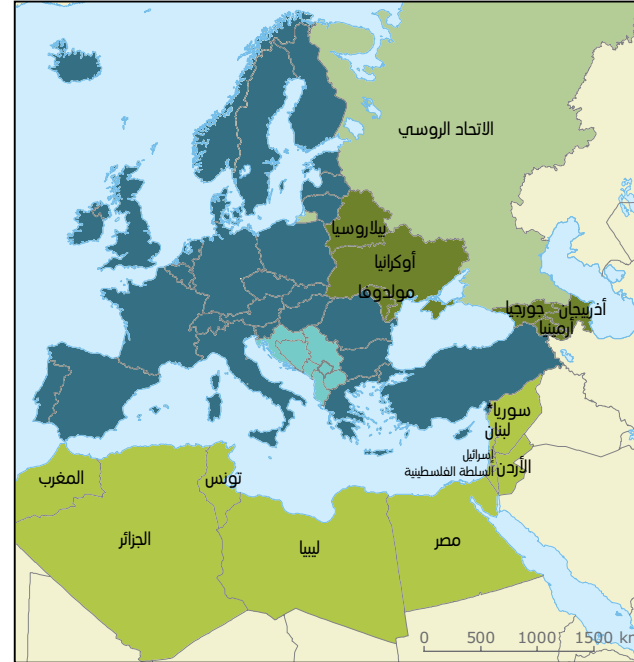 الاتحاد الروسي
بيلاروسيا
أوكرانيا
مولدوفا
جورجيا
أذربيجان
أرمينيا
سوريا*
لبنان
إسرائيل
السلطة الفلسطينية
الأردن
المغرب
تونس
الجزائر
ليبيا
مصر
0 500 1000 1500 km